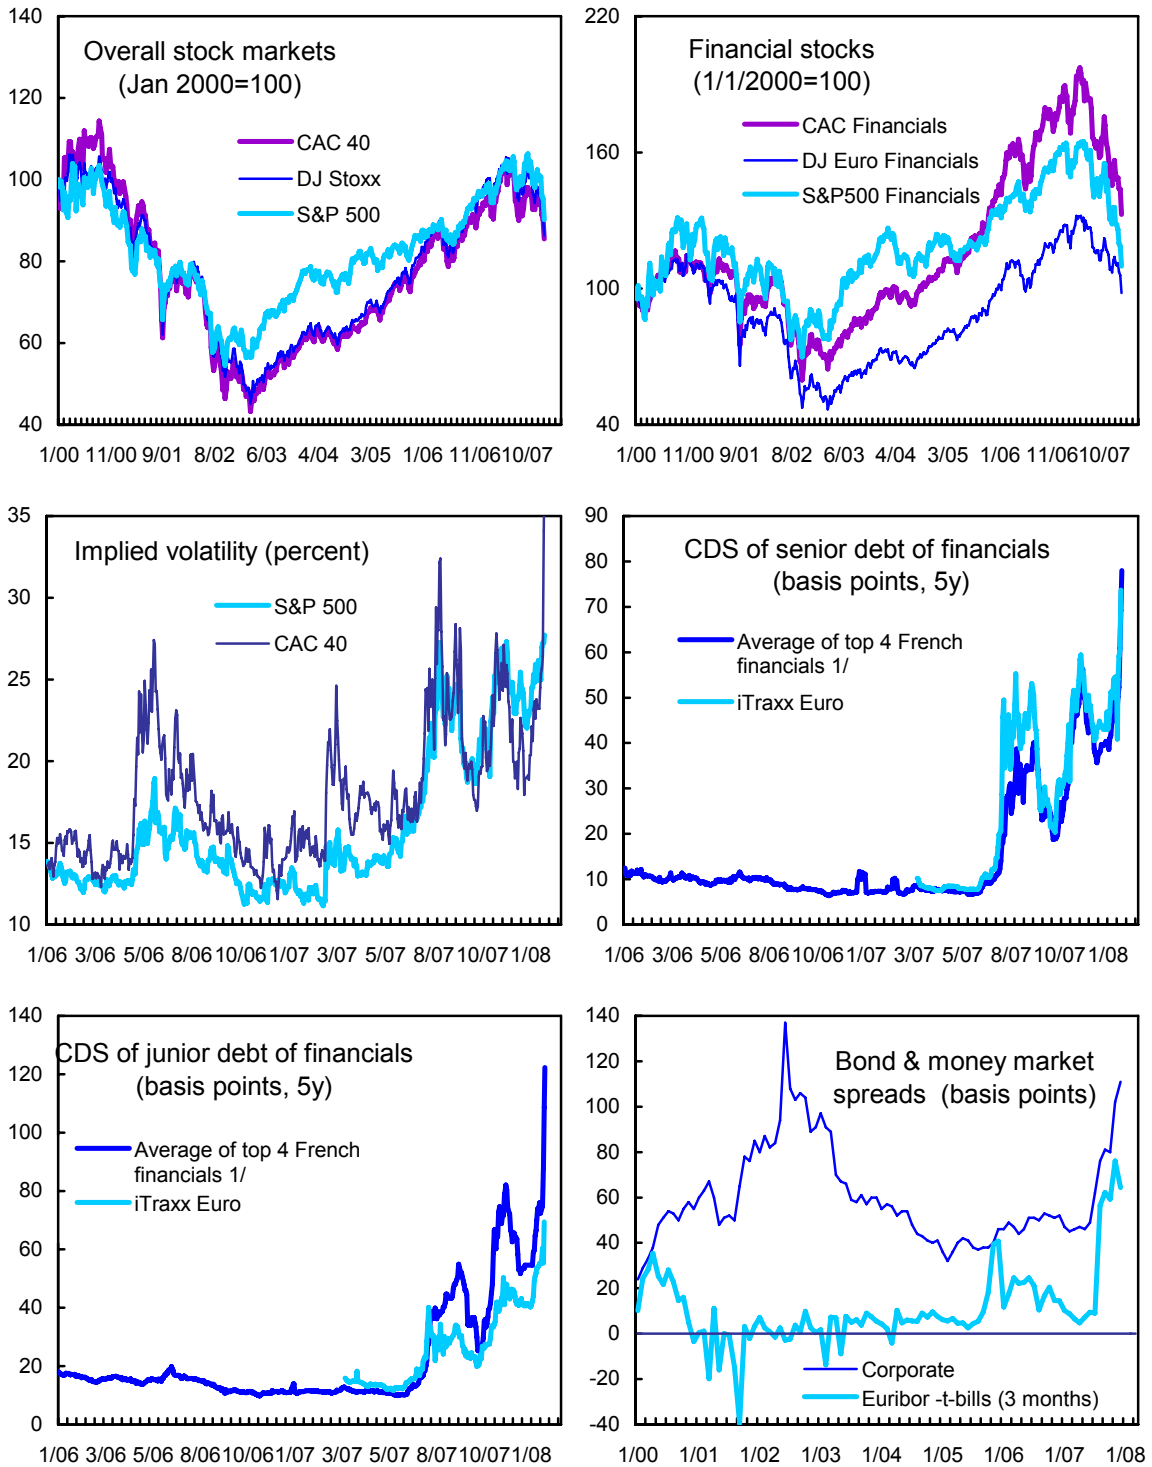 Overall stock markets
(Jan 2000=100)
140
120
100
80
60
40
CAC 40
DJ Stoxx
S&P 500
1/00 11/00 9/01 8/02 6/03 4/04 3/05 1/06 11/06 10/07
Financial stocks
(1/1/2000=100)
220
160
100
40
CAC Financials
DJ Euro Financials
S&P500 Financials
1/00 11/00 9/01 8/02 6/03 4/04 3/05 1/06 11/06 10/07
Implied volatility (percent)
35
30
25
20
15
10
S&P 500
CAC 40
1/06 3/06 5/06 8/06 10/06 1/07 3/07 5/07 8/07 10/07 1/08
CDS of senior debt of financials
(basis points, 5y)
90
80
70
60
50
40
30
20
10
0
Average of top 4 French
financials 1/
iTraxx Euro
1/06 3/06 5/06 8/06 10/06 1/07 3/07 5/07 8/07 10/07 1/08
CDS of junior debt of financials
(basis points, 5y)
140
120
100
80
60
40
20
0
Average of top 4 French
financials 1/
iTraxx Euro
1/06 3/06 5/06 8/06 10/06 1/07 3/07 5/07 8/07 10/07 1/08
Bond & money market
spreads (basis points)
140
120
100
80
60
40
20
0
-20
-40
Corporate
Euribor -t-bills (3 months)
1/00 1/01 1/02 1/03 1/04 1/05 1/06 1/07 1/08